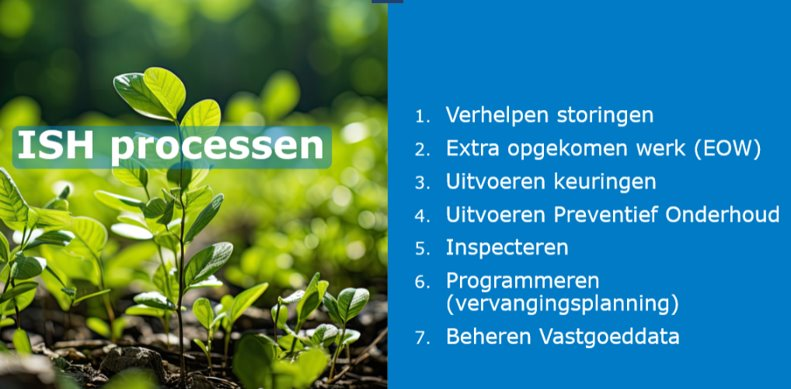 ISH processen
1. Verhelpen storingen
2. Extra opgekomen werk (EOW)
3. Uitvoeren keuringen
4. Uitvoeren Preventief Onderhoud
5. Inspecteren
6. Programmeren
(vervangingsplanning)
7. Beheren Vastgoeddata